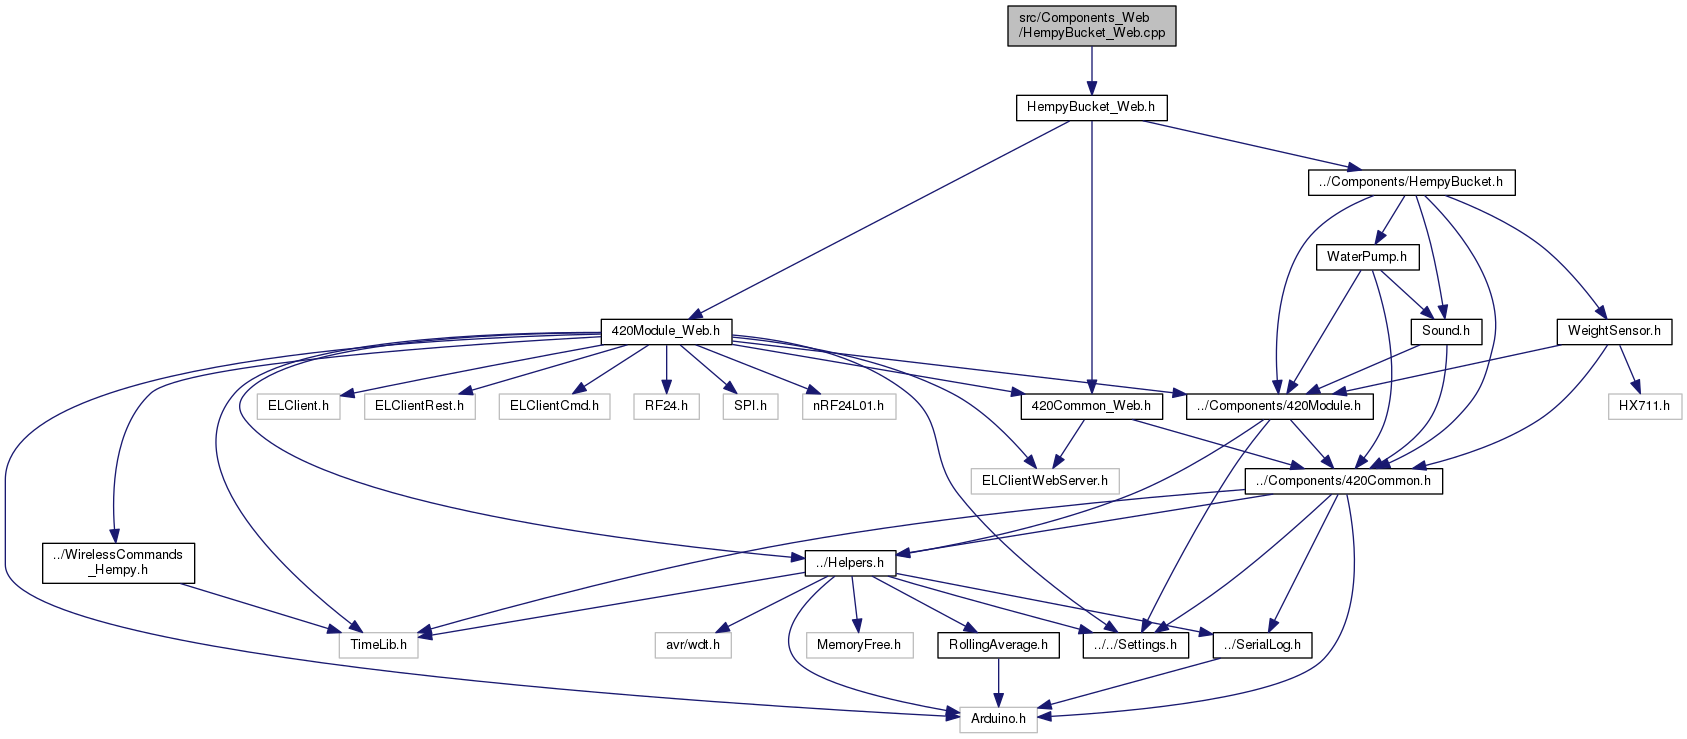 src/Components_Web
/HempyBucket_Web.cpp
HempyBucket_Web.h
../Components/HempyBucket.h
WaterPump.h
420Module_Web.h
Sound.h
WeightSensor.h
ELClient.h
ELClientRest.h
ELClientCmd.h
RF24.h
SPI.h
nRF24L01.h
420Common_Web.h
../Components/420Module.h
HX711.h
ELClientWebServer.h
../Components/420Common.h
../WirelessCommands
_Hempy.h
../Helpers.h
TimeLib.h
avr/wdt.h
MemoryFree.h
RollingAverage.h
../../Settings.h
../SerialLog.h
Arduino.h